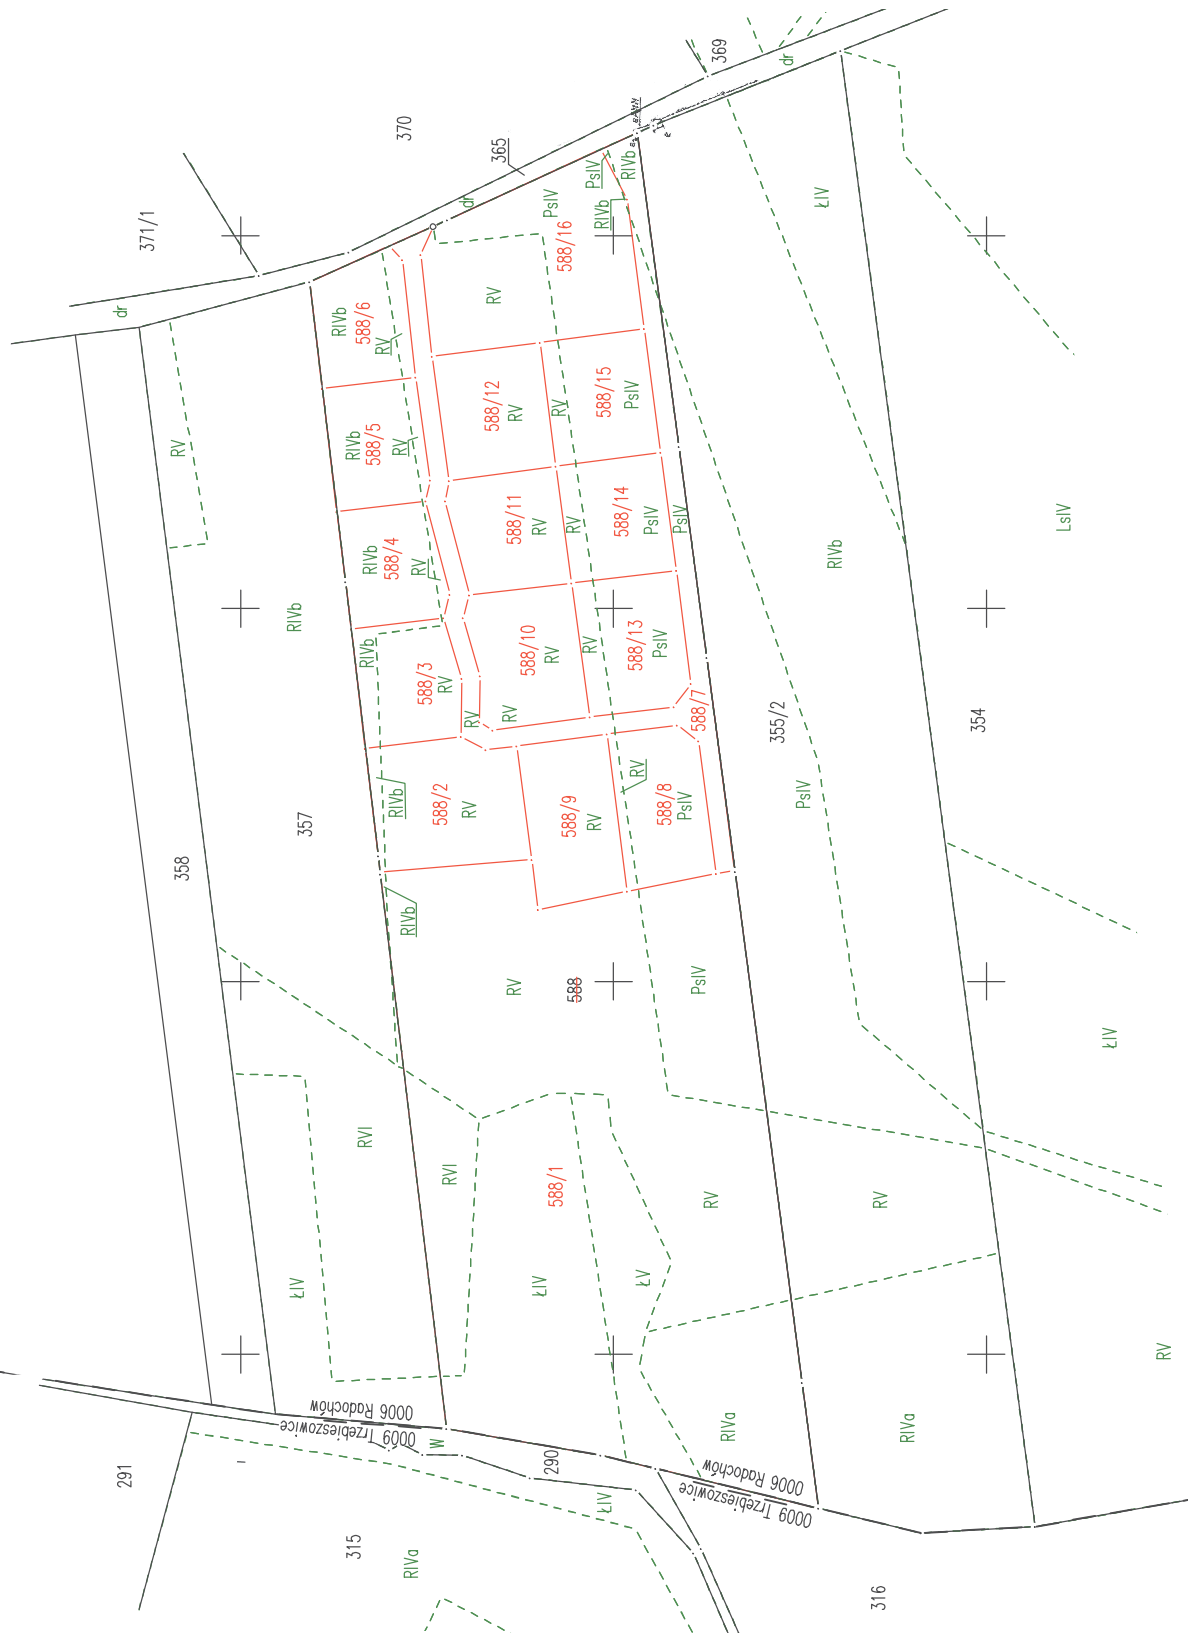 369
dr
370
365
PsIV
RIVb
371/1
dr
PsIV
RIVb
588/16
ŁIV
dr
RV
588/6
RIVb
RV
588/12
RV
RV
588/15
PsIV
RV
RIVb
588/5
RV
588/11
RV
RV
588/14
PsIV
PsIV
LsIV
RIVb
588/4
RV
RIVb
RIVb
RIVb
588/3
RV
588/10
RV
RV
588/13
PsIV
RV
RV
588/7
355/2
354
RIVb
588/2
RV
588/9
RV
RV
588/8
PsIV
PsIV
357
358
RIVb
RV
588
PsIV
ŁIV
RVI
RVI
588/1
RV
RV
ŁIV
ŁIV
ŁV
RV
0006 Radochów
0009 Trzebieszowice
W
290
RIVa
RIVa
0006 Radochów
0009 Trzebieszowice
291
ŁIV
315
RIVa
316